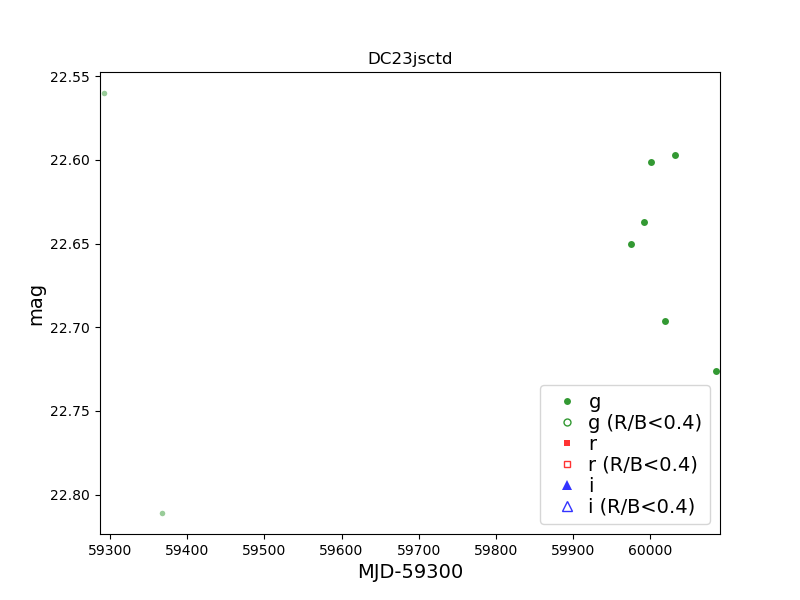 DC23jsctd
22.55
22.60
22.65
22.70
22.75
22.80
mag
59300 59400 59500 59600 59700 59800 59900 60000
MJD-59300
g
g (R/B<0.4)
r
r (R/B<0.4)
i
i (R/B<0.4)